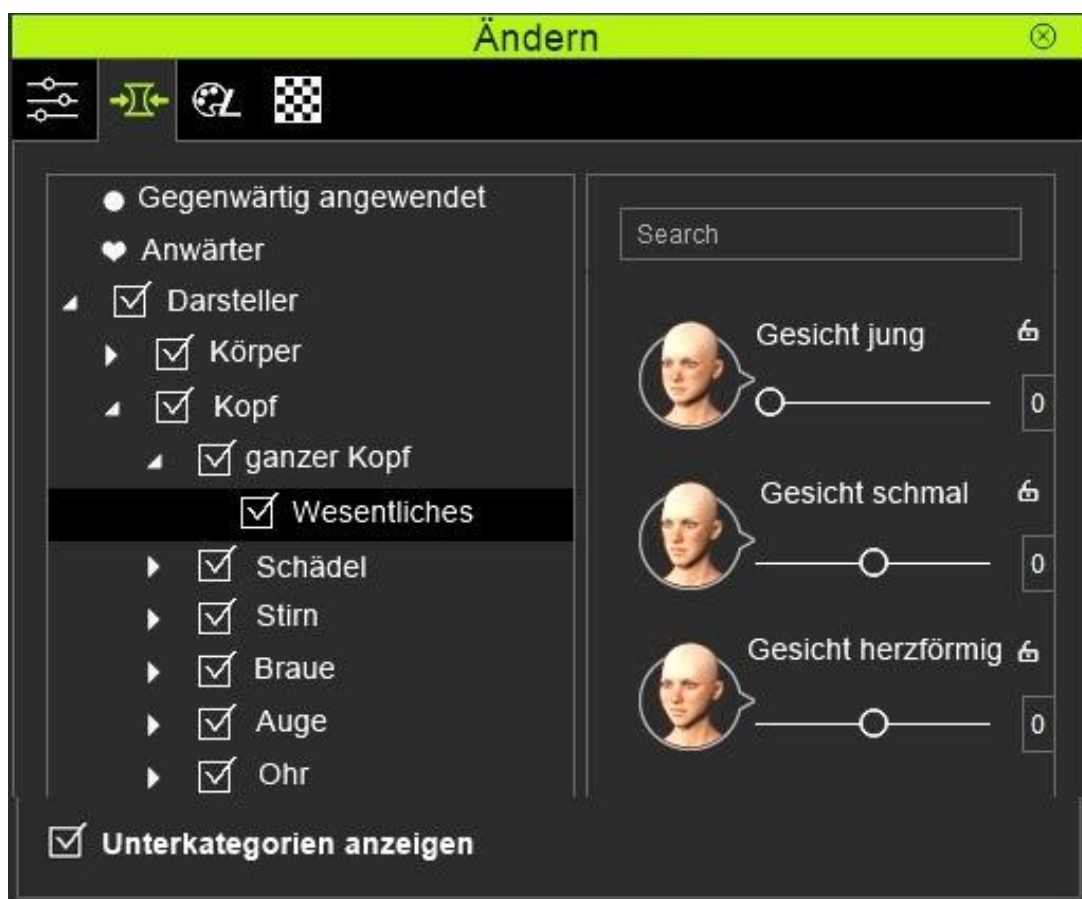 Ändern
Gegenwärtig angewendet
Anwärter
Darsteller
Körper
Kopf
ganzer Kopf
Wesentliches
Schädel
Stirn
Braue
Auge
Ohr
Search
Gesicht jung
0
Gesicht schmal
0
Gesicht herzförmig
0
Unterkategorien anzeigen